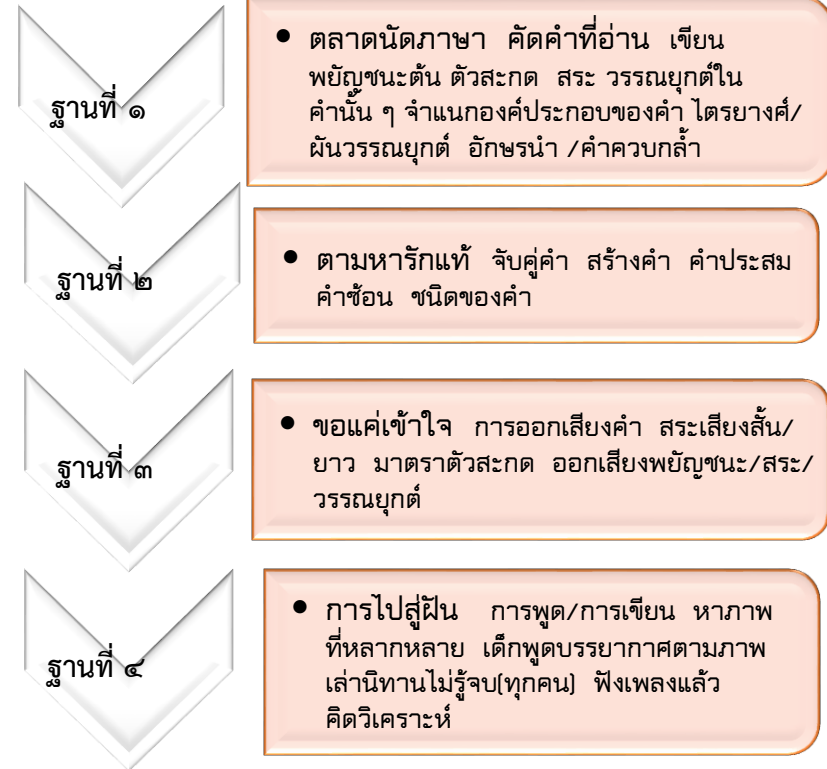 ฐานที่ ๑
• ตลาดนัดภาษา คัดคำที่อ่าน เขียน
พยัญชนะต้น ตัวสะกด สระ วรรณยุกต์ใน
คำนั้น ๆ จำแนกองค์ประกอบของคำ ไตรยางศ์/
ผันวรรณยุกต์ อักษรนำ /คำควบกล้ำ
ฐานที่ ๒
• ตามหารักแท้ จับคู่คำ สร้างคำ คำประสม
คำซ้อน ชนิดของคำ
ฐานที่ ๓
• ขอแค่เข้าใจ การออกเสียงคำ สระเสียงสั้น/
ยาว มาตราตัวสะกด ออกเสียงพยัญชนะ/สระ/
วรรณยุกต์
ฐานที่ ๔
• การไปสู่ฝัน การพูด/การเขียน หาภาพ
ที่หลากหลาย เด็กพูดบรรยากาศตามภาพ
เล่านิทานไม่รู้จบ(ทุกคน) ฟังเพลงแล้ว
คิดวิเคราะห์